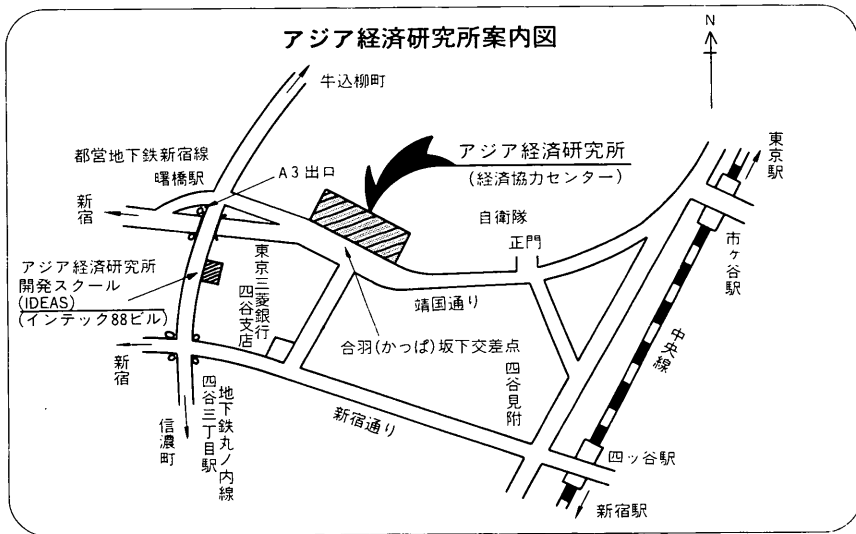 アジア経済研究所案内図
N
牛込柳町
都営地下鉄新宿線
曙橋駅
A3出口
アジア経済研究所
(経済協力センター)
東京駅
新宿
自衛隊
正門
市ヶ谷駅
アジア経済研究所
開発スクール
(IDEAS)
(インテック88ビル)
東京三菱銀行
四谷支店
靖国通り
中央線
合羽(かっぱ)坂下交差点
新宿
四谷見附
新宿通り
信濃町
地下鉄丸ノ内線
四谷三丁目駅
四ッ谷駅
新宿駅